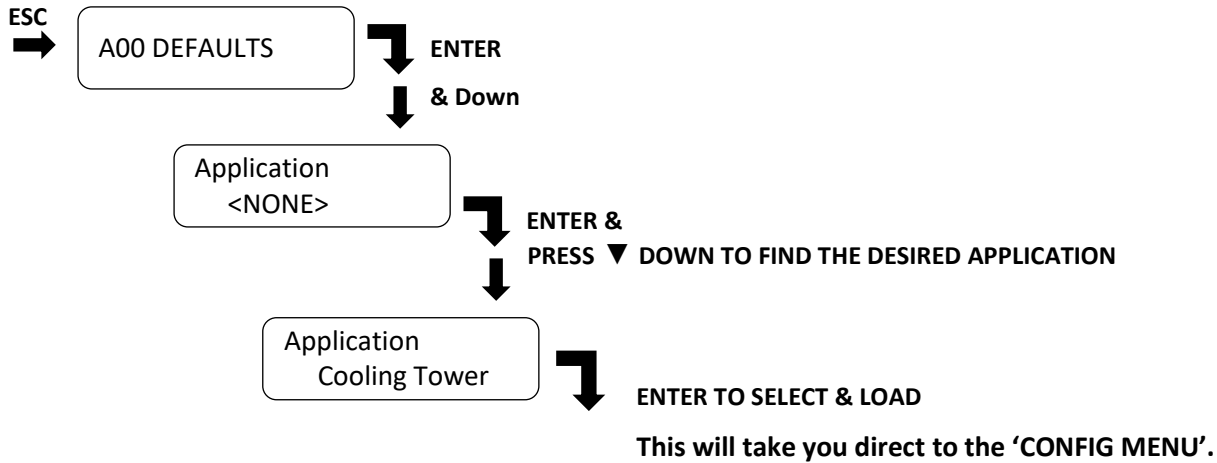 ESC
A00 DEFAULTS
ENTER
& Down
Application
<NONE>
ENTER &
PRESS ▼ DOWN TO FIND THE DESIRED APPLICATION
Application
Cooling Tower
ENTER TO SELECT & LOAD
This will take you direct to the ‘CONFIG MENU’.